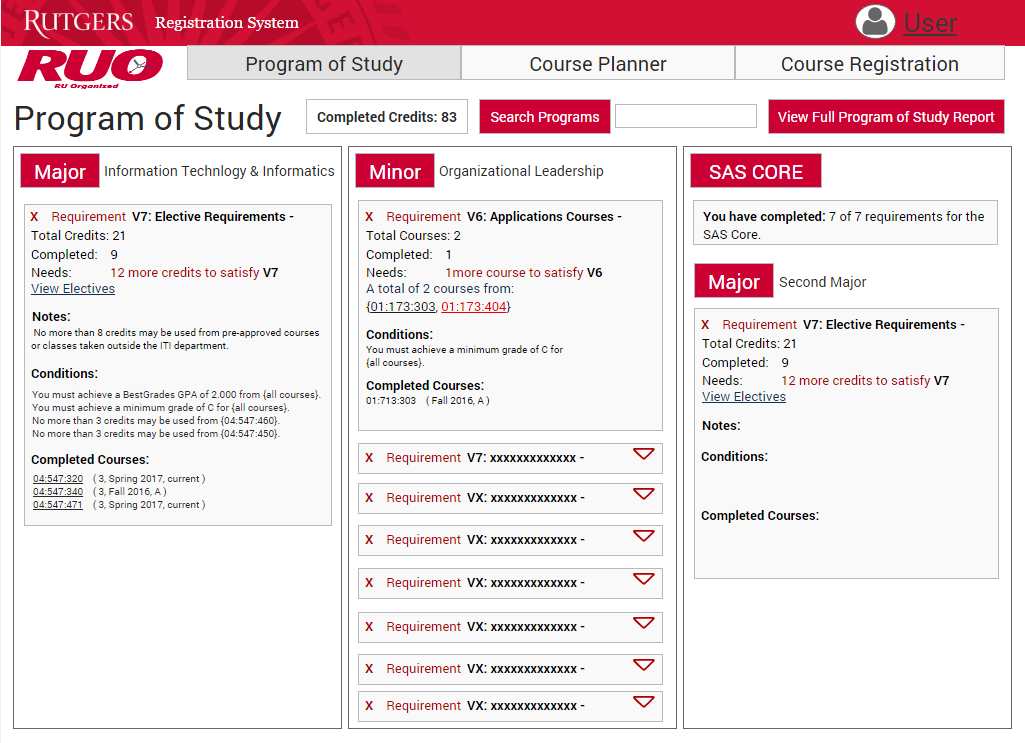 RUTGERS Registration System
User
RUO
RU Organized
Program of Study
Course Planner
Course Registration
Program of Study
Completed Credits: 83
Search Programs
View Full Program of Study Report
Major Information Technlogy & Informatics
X Requirement V7: Elective Requirements -
Total Credits: 21
Completed: 9
Needs: 12 more credits to satisfy V7
View Electives
Notes:
No more than 8 credits may be used from pre-approved courses
or classes taken outside the ITI department.
Conditions:
You must achieve a BestGrades GPA of 2.000 from {all courses}.
You must achieve a minimum grade of C for {all courses}.
No more than 3 credits may be used from {04:547:460}.
No more than 3 credits may be used from {04:547:450}.
Completed Courses:
04:547:320 ( 3, Spring 2017, current )
04:547:340 ( 3, Fall 2016, A )
04:547:471 ( 3, Spring 2017, current )
Minor Organizational Leadership
X Requirement V6: Applications Courses -
Total Courses: 2
Completed: 1
Needs: 1more course to satisfy V6
A total of 2 courses from:
{01:173:303, 01:173:404}
Conditions:
You must achieve a minimum grade of C for
{all courses}.
Completed Courses:
01:713:303 ( Fall 2016, A )
X Requirement V7: xxxxxxxxxxxxx -
X Requirement VX: xxxxxxxxxxxxx -
X Requirement VX: xxxxxxxxxxxxx -
X Requirement VX: xxxxxxxxxxxxx -
X Requirement VX: xxxxxxxxxxxxx -
X Requirement VX: xxxxxxxxxxxxx -
X Requirement VX: xxxxxxxxxxxxx -
SAS CORE
You have completed: 7 of 7 requirements for the
SAS Core.
Major Second Major
X Requirement V7: Elective Requirements -
Total Credits: 21
Completed: 9
Needs: 12 more credits to satisfy V7
View Electives
Notes:
Conditions:
Completed Courses: